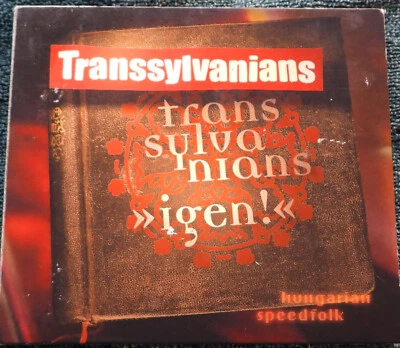 Transsylvanians
trans
sylva
nians
»igen!«
hungarian
speedfolk